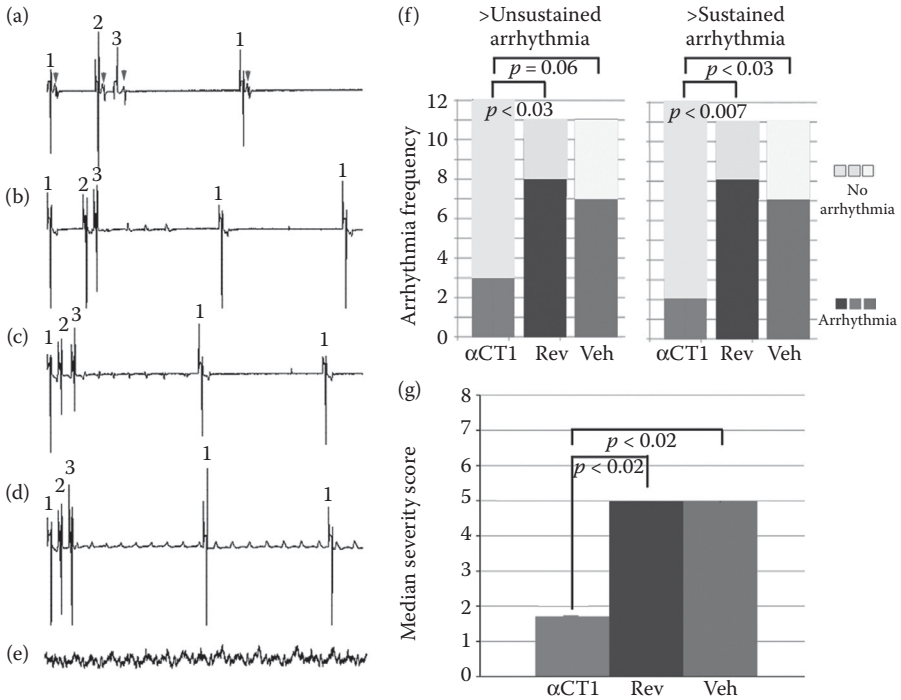 (a)
1 2 3 1
(b)
1 2 3 1 1
(c)
1 2 3 1 1
(d)
1 2 3 1 1
(e)
(f)
>Unsustained
arrhythmia
p = 0.06
p < 0.03
Arrhythmia frequency
12
10
8
6
4
2
0
αCT1 Rev Veh
>Sustained
arrhythmia
p < 0.03
p < 0.007
αCT1 Rev Veh
No
arrhythmia
Arrhythmia
(g)
Median severity score
8
7
6
5
4
3
2
1
0
p < 0.02
p < 0.02
αCT1 Rev Veh